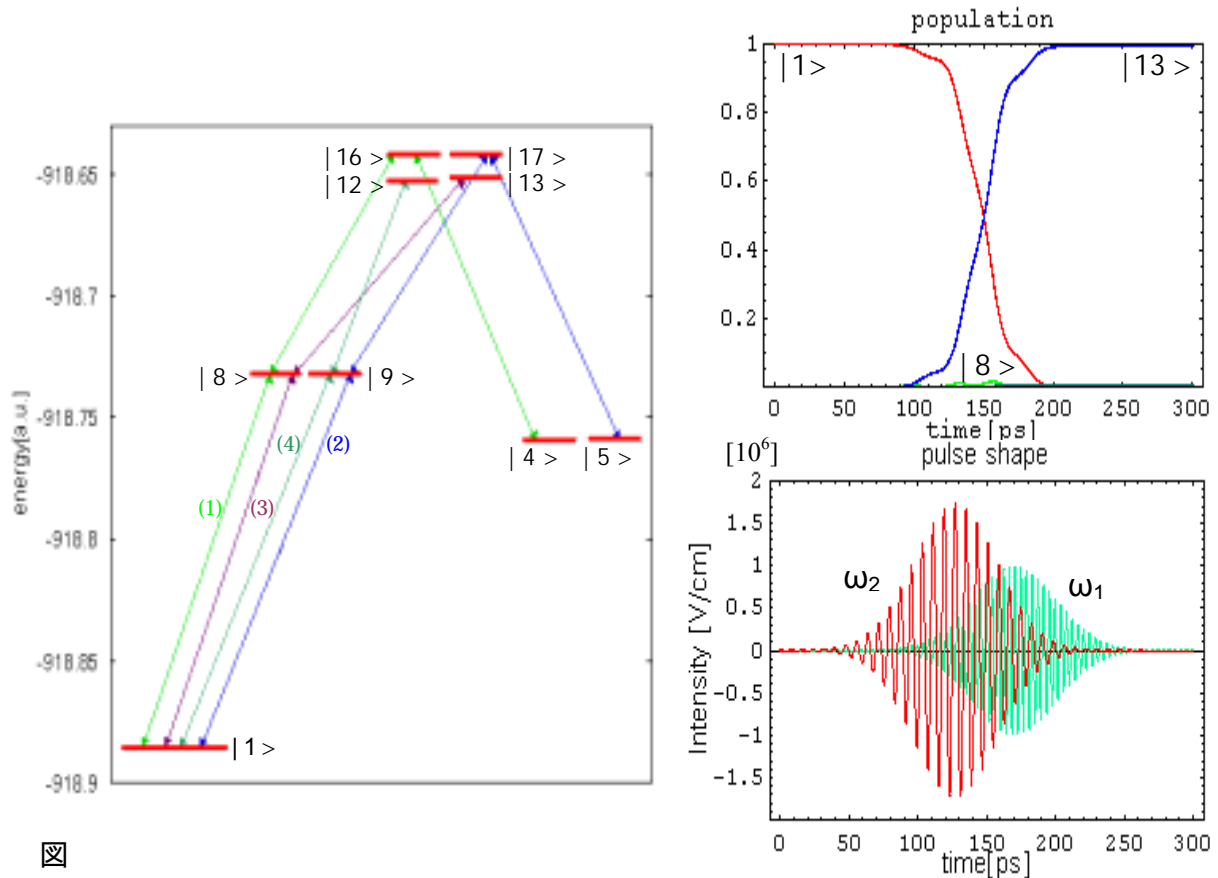 -918.65
-918.7
-918.75
-918.8
-918.85
-918.9
energy[a.u.]
| 16 >
| 17 >
| 12 >
| 13 >
| 8 >
| 9 >
| 4 >
| 5 >
(1)
(3)
(4)
(2)
| 1 >
図
population
1
0.8
0.6
0.4
0.2
| 1>
| 13 >
| 8 >
0 50 100 150 200 250 300
time[ps]
pulse shape
[10⁶]
Intensity [V/cm]
1.5
1
0.5
0
-0.5
-1
-1.5
ω₂
ω₁
0 50 100 150 200 250 300
time[ps]